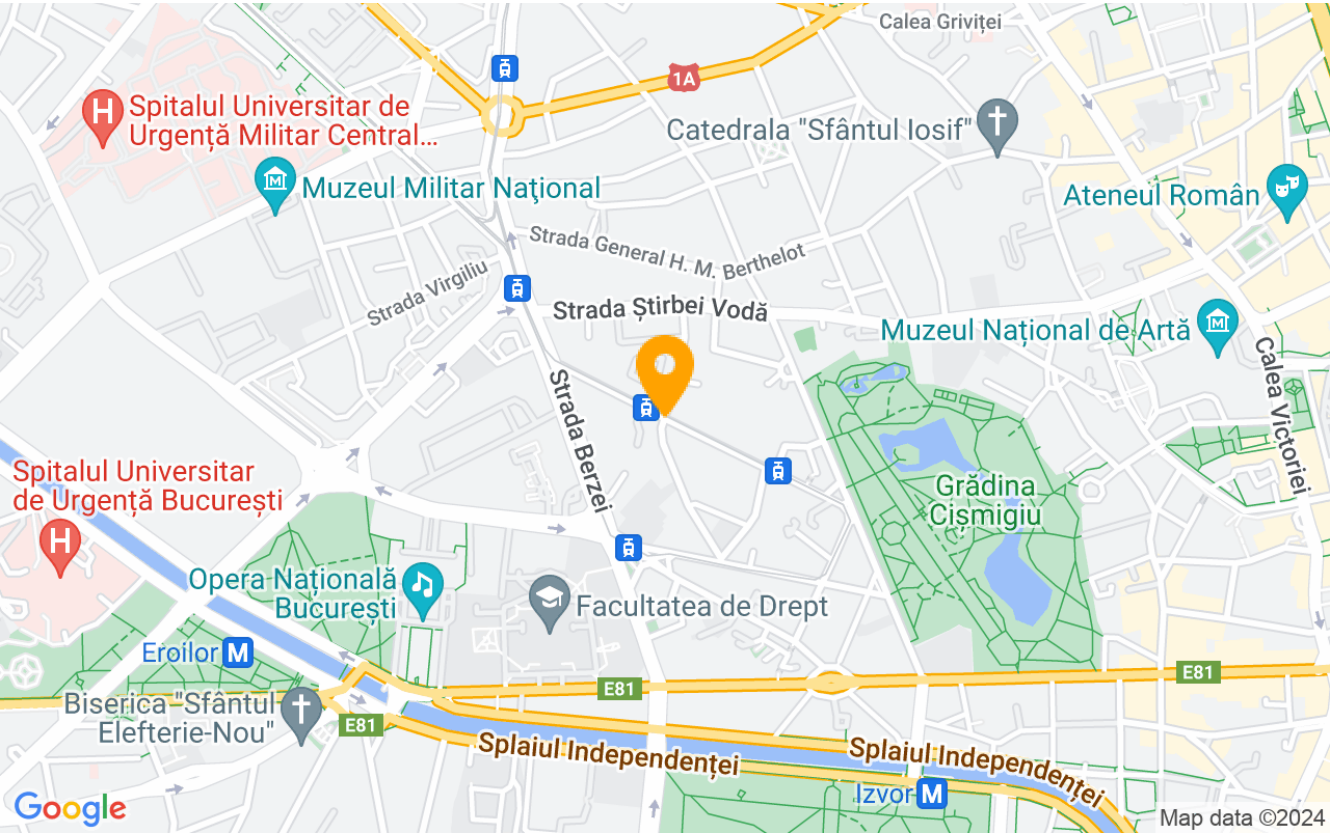 Calea Griviței
1A
H
Spitalul Universitar de
Urgență Militar Central...
Catedrala "Sfântul Iosif"
M
Muzeul Militar Naţional
Ateneul Român
Strada General H. M. Berthelot
Strada Virgiliu
Strada Știrbei Vodă
Muzeul Național de Artă
M
Calea Victoriei
Strada Berzei
Spitalul Universitar
de Urgență București
H
Grădina
Cișmigiu
Opera Națională
București
Facultatea de Drept
Eroilor M
E81
E81
Biserica "Sfântul
Elefterie-Nou"
E81
Splaiul Independenței
Splaiul Independenței
Izvor M
Google
Map data ©2024